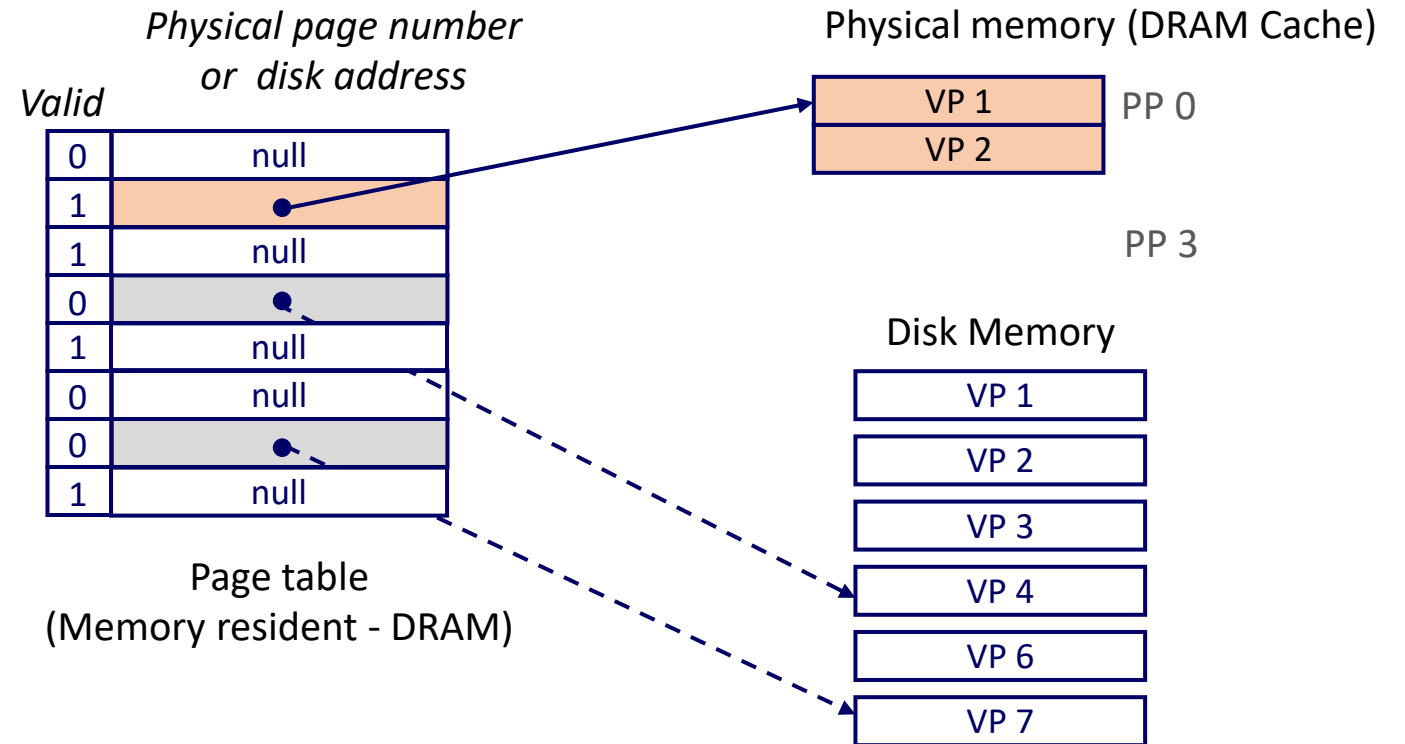 Physical page number
or disk address
Valid
0 null
1
1 null
0
1 null
0 null
0
1 null
Page table
(Memory resident - DRAM)
Physical memory (DRAM Cache)
VP 1 PP 0
VP 2
PP 3
Disk Memory
VP 1
VP 2
VP 3
VP 4
VP 6
VP 7